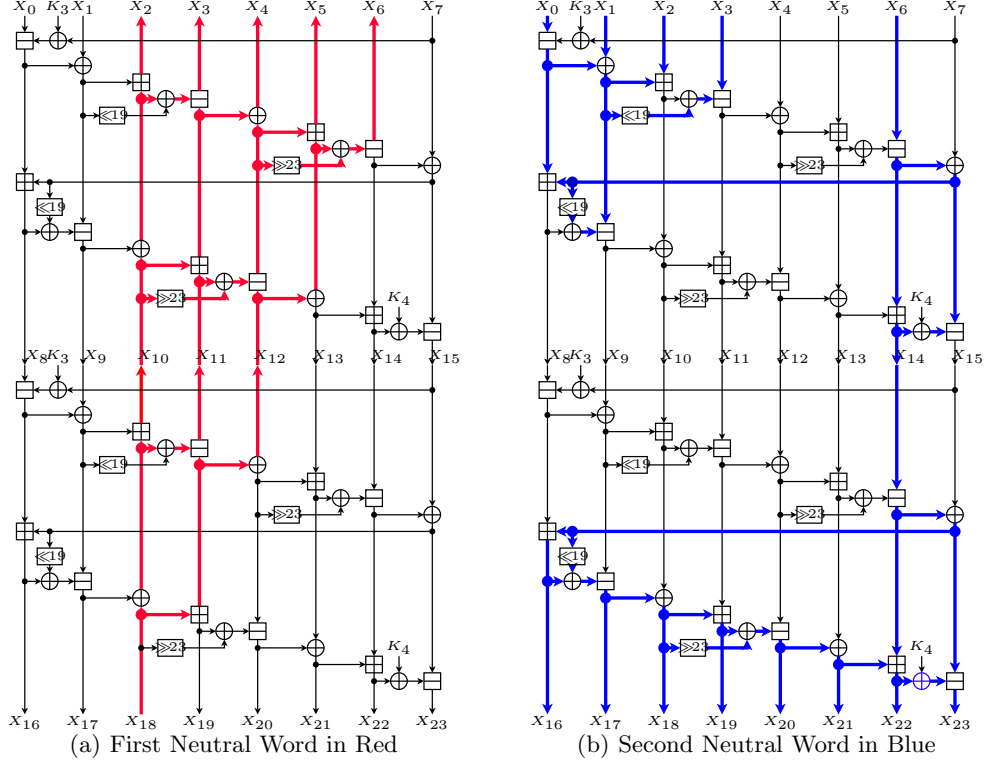 X0 K3 X1 X2 X3 X4 X5 X6 X7 X0 K3 X1 X2 X3 X4 X5 X6 X7
≪19 ≪19
≫23 ≫23
≪19 ≪19
≫23 K4 ≫23 K4
X8 K3 X9 X10 X11 X12 X13 X14 X15 X8 K3 X9 X10 X11 X12 X13 X14 X15
≪19 ≪19
≫23 ≫23
≪19 ≪19
≫23 K4 ≫23 K4
X16 X17 X18 X19 X20 X21 X22 X23 X16 X17 X18 X19 X20 X21 X22 X23
(a) First Neutral Word in Red (b) Second Neutral Word in Blue